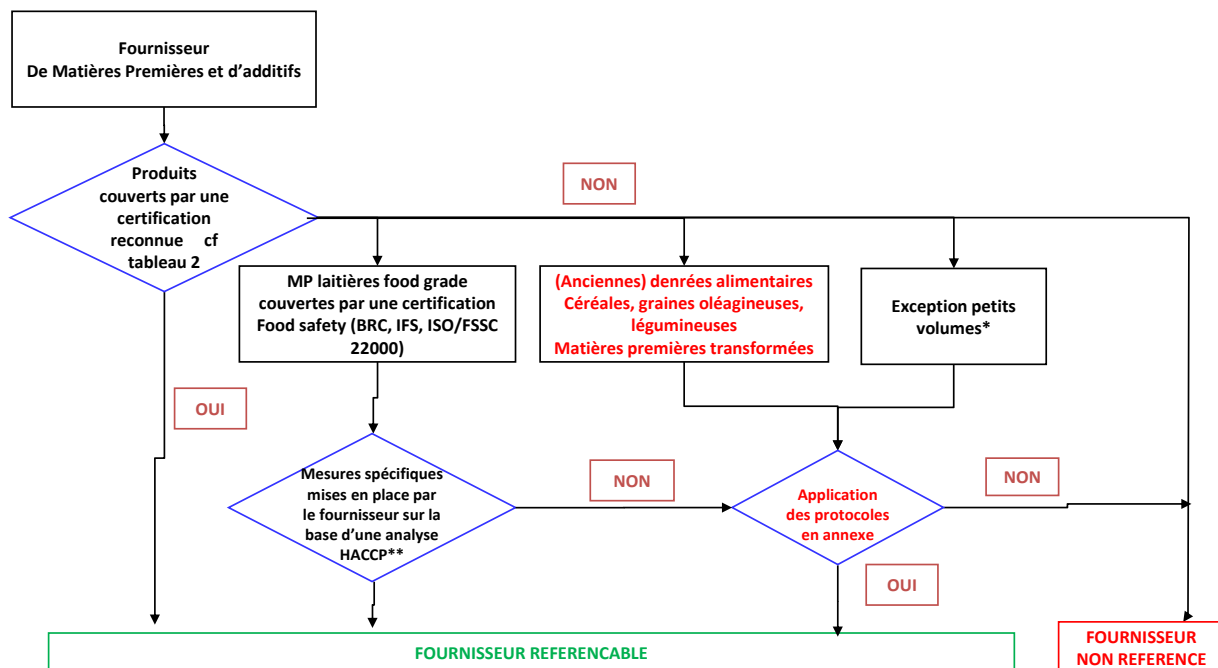 Fournisseur
De Matières Premières et d'additifs
Produits
couverts par une
certification
reconnue cf
tableau 2
NON
MP laitières food grade
couvertes par une certification
Food safety (BRC, IFS, ISO/FSSC
22000)
(Anciennes) denrées alimentaires
Céréales, graines oléagineuses,
légumineuses
Matières premières transformées
Exception petits
volumes*
OUI
Mesures spécifiques
mises en place par
le fournisseur sur la
base d'une analyse
HACCP**
NON
Application
des protocoles
en annexe
NON
OUI
FOURNISSEUR REFERENCABLE
FOURNISSEUR
NON REFERENCE